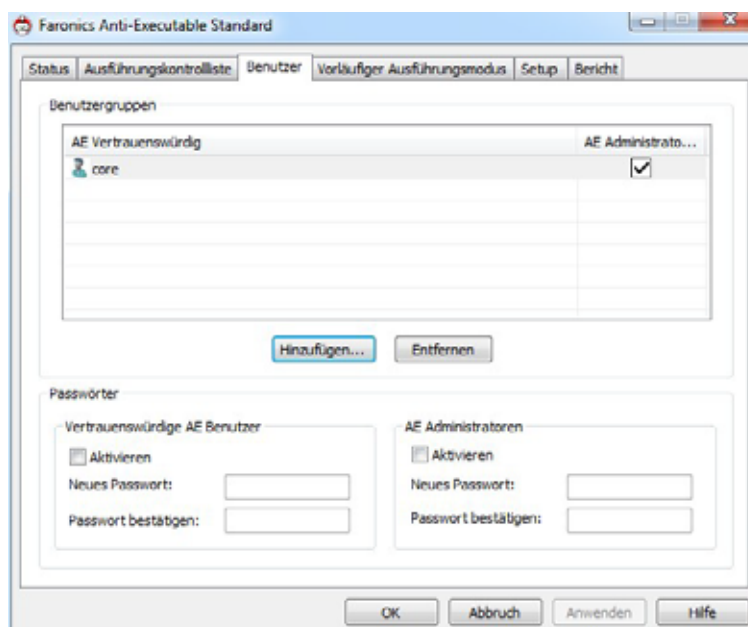 Faronics Anti-Executable Standard
Status Ausführungskontrolliste Benutzer Vorläufiger Ausführungsmodus Setup Bericht
Benutzergruppen
AE Vertrauenswürdig AE Administrato...
core
Hinzufügen... Entfernen
Passwörter
Vertrauenswürdige AE Benutzer AE Administratoren
Aktivieren Aktivieren
Neues Passwort: Neues Passwort:
Passwort bestätigen: Passwort bestätigen:
OK Abbruch Anwenden Hilfe